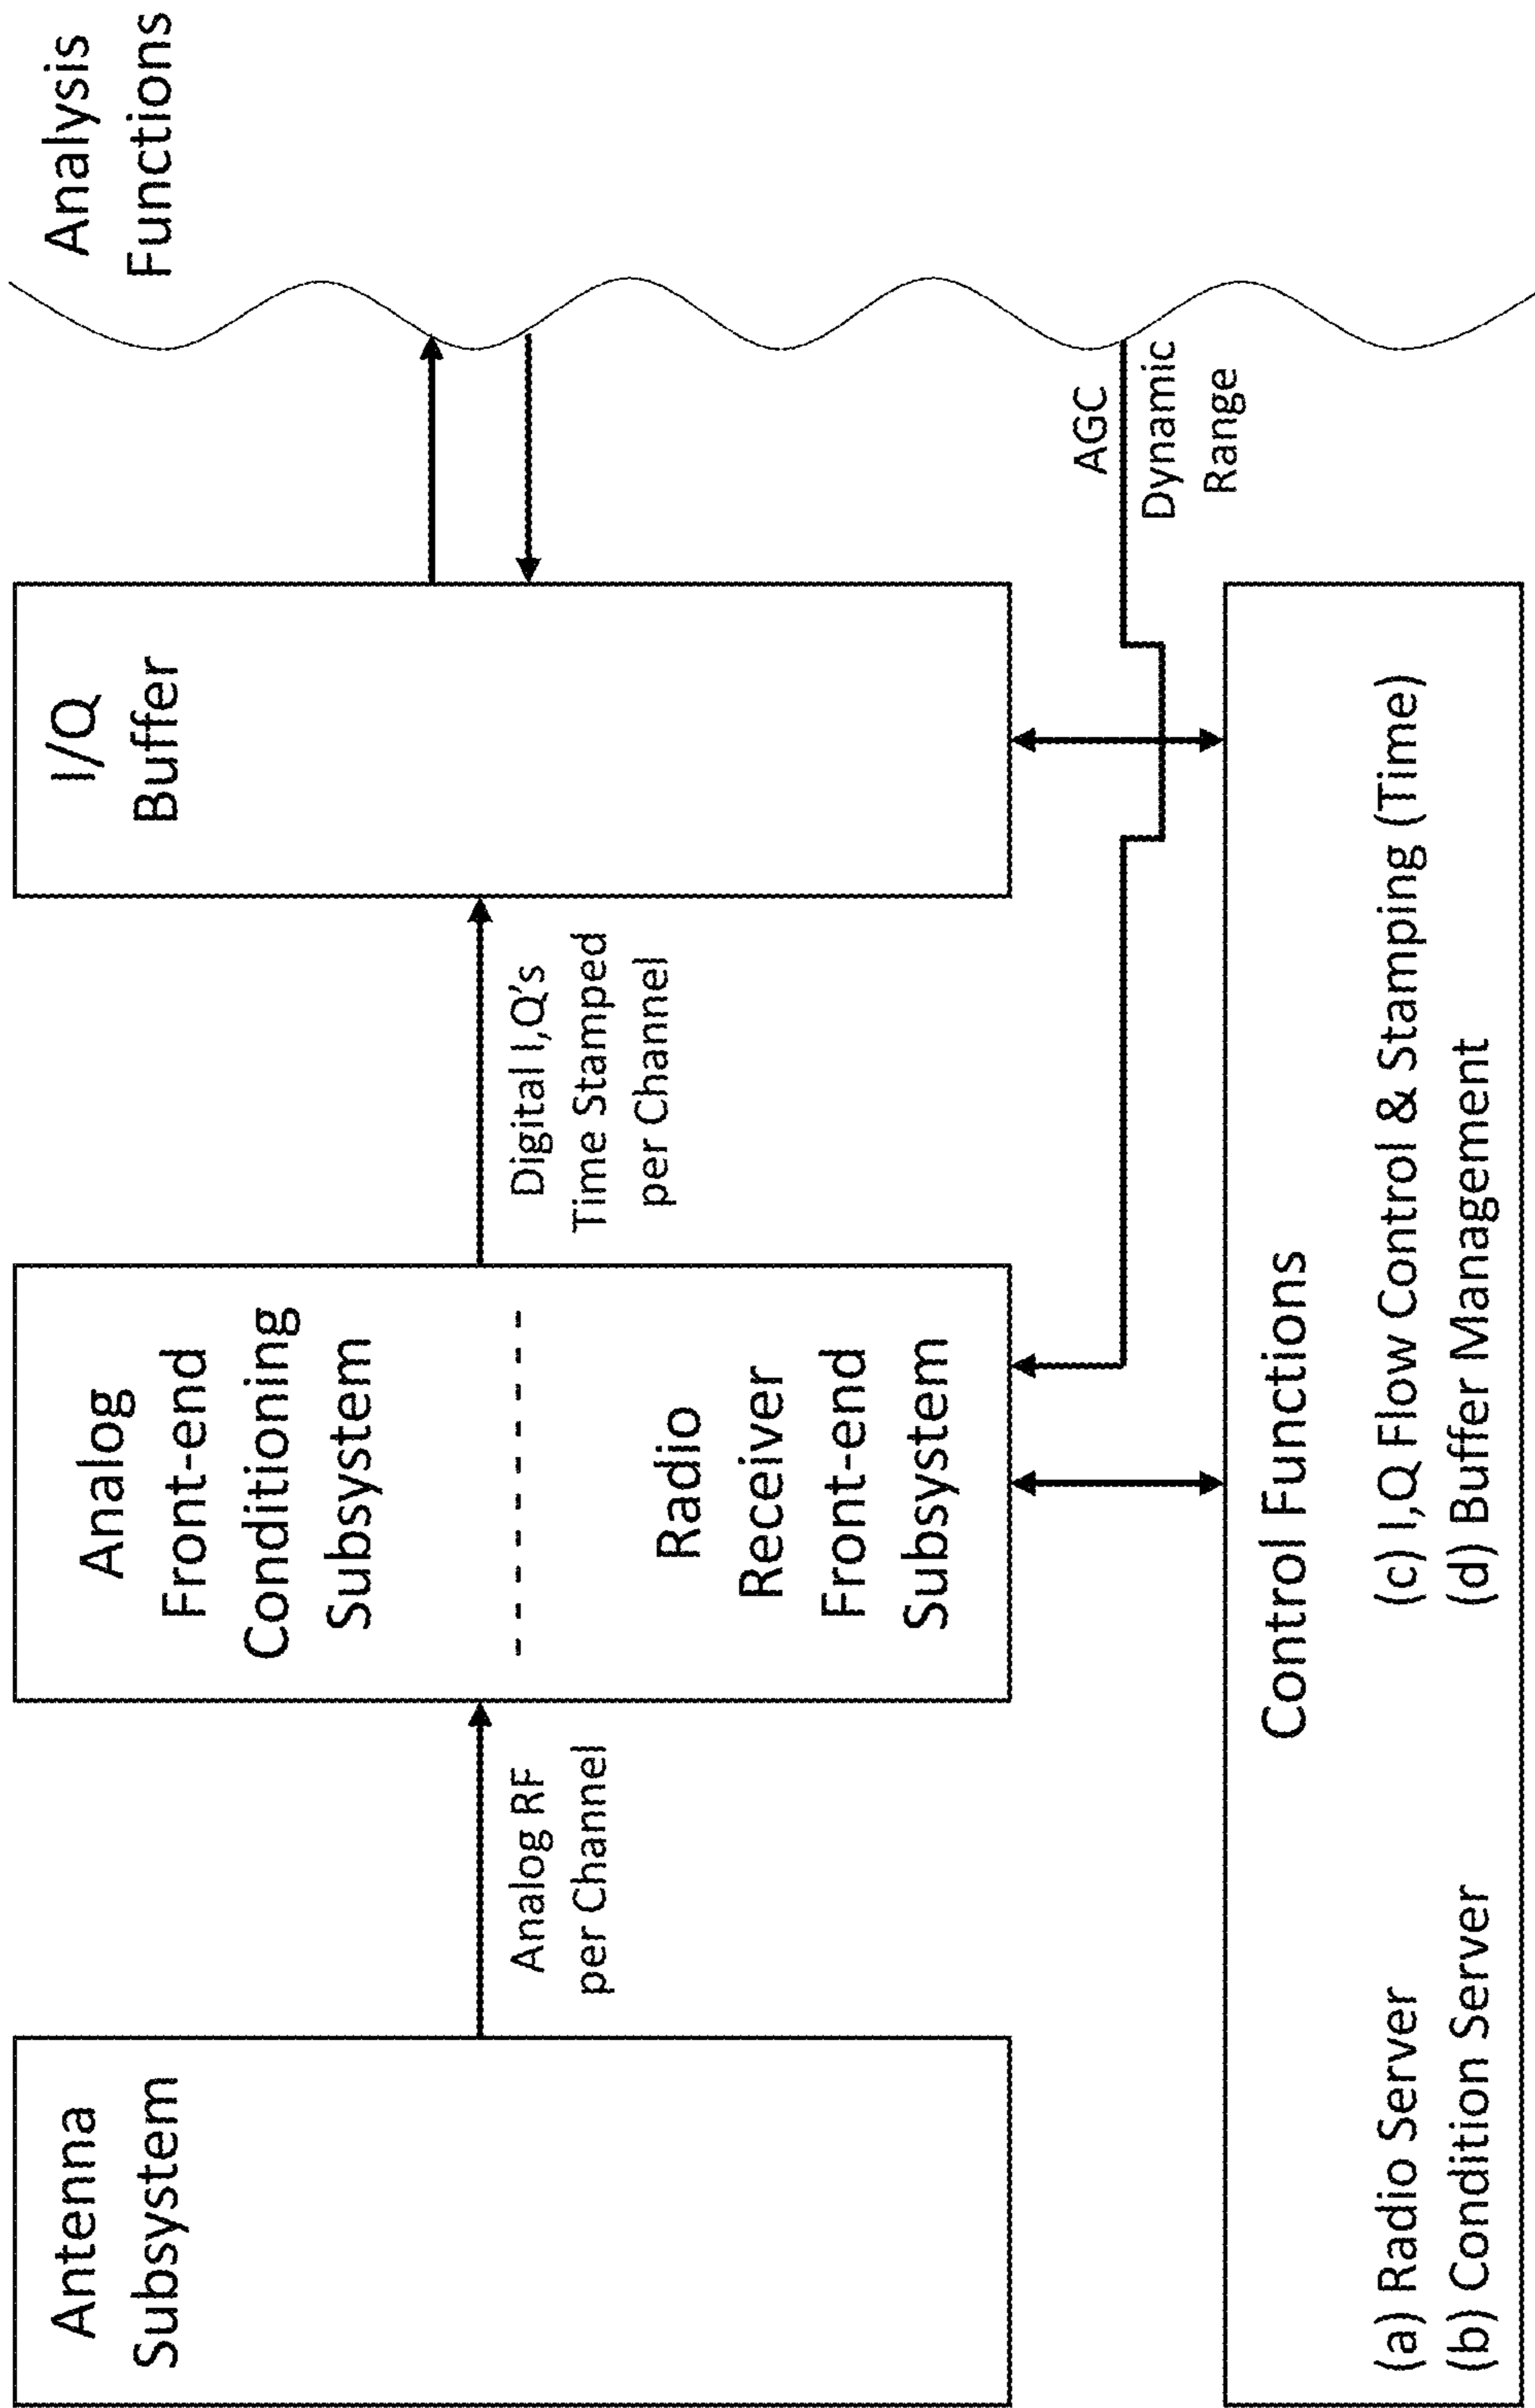 Antenna
Subsystem
Analog RF
per Channel
Analog
Front-end
Conditioning
Subsystem
Radio
Receiver
Front-end
Subsystem
Digital I,Q's
Time Stamped
per Channel
I/Q
Buffer
Analysis
Functions
AGC
Dynamic
Range
Control Functions
(a) Radio Server
(b) Condition Server
(c) I,Q Flow Control & Stamping (Time)
(d) Buffer Management